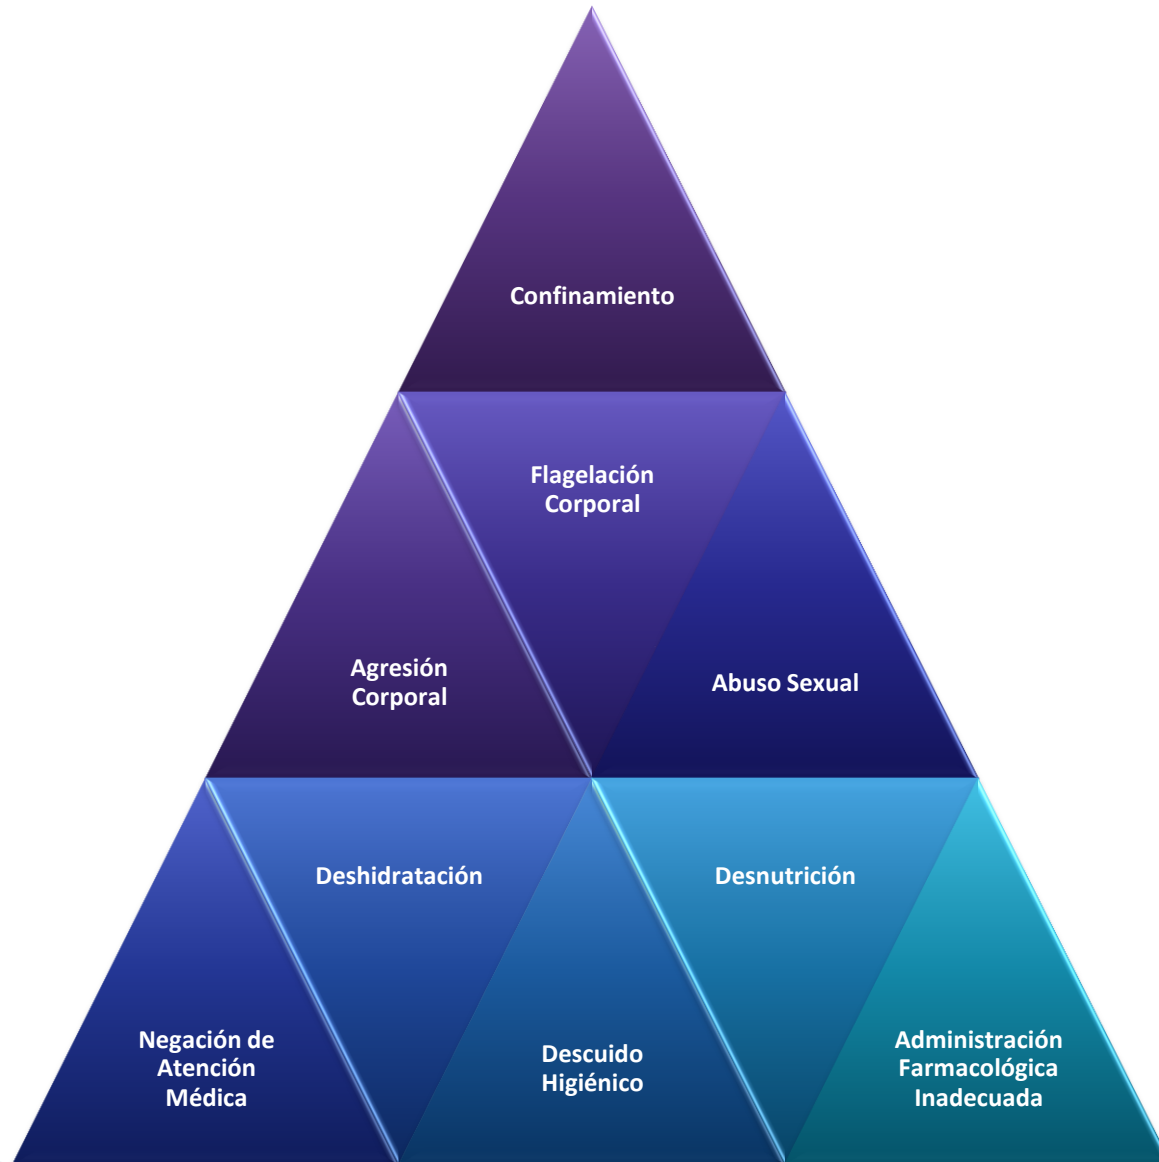 Confinamiento
Flagelación
Corporal
Agresión
Corporal
Abuso Sexual
Deshidratación
Desnutrición
Negación de
Atención
Médica
Descuido
Higiénico
Administración
Farmacológica
Inadecuada